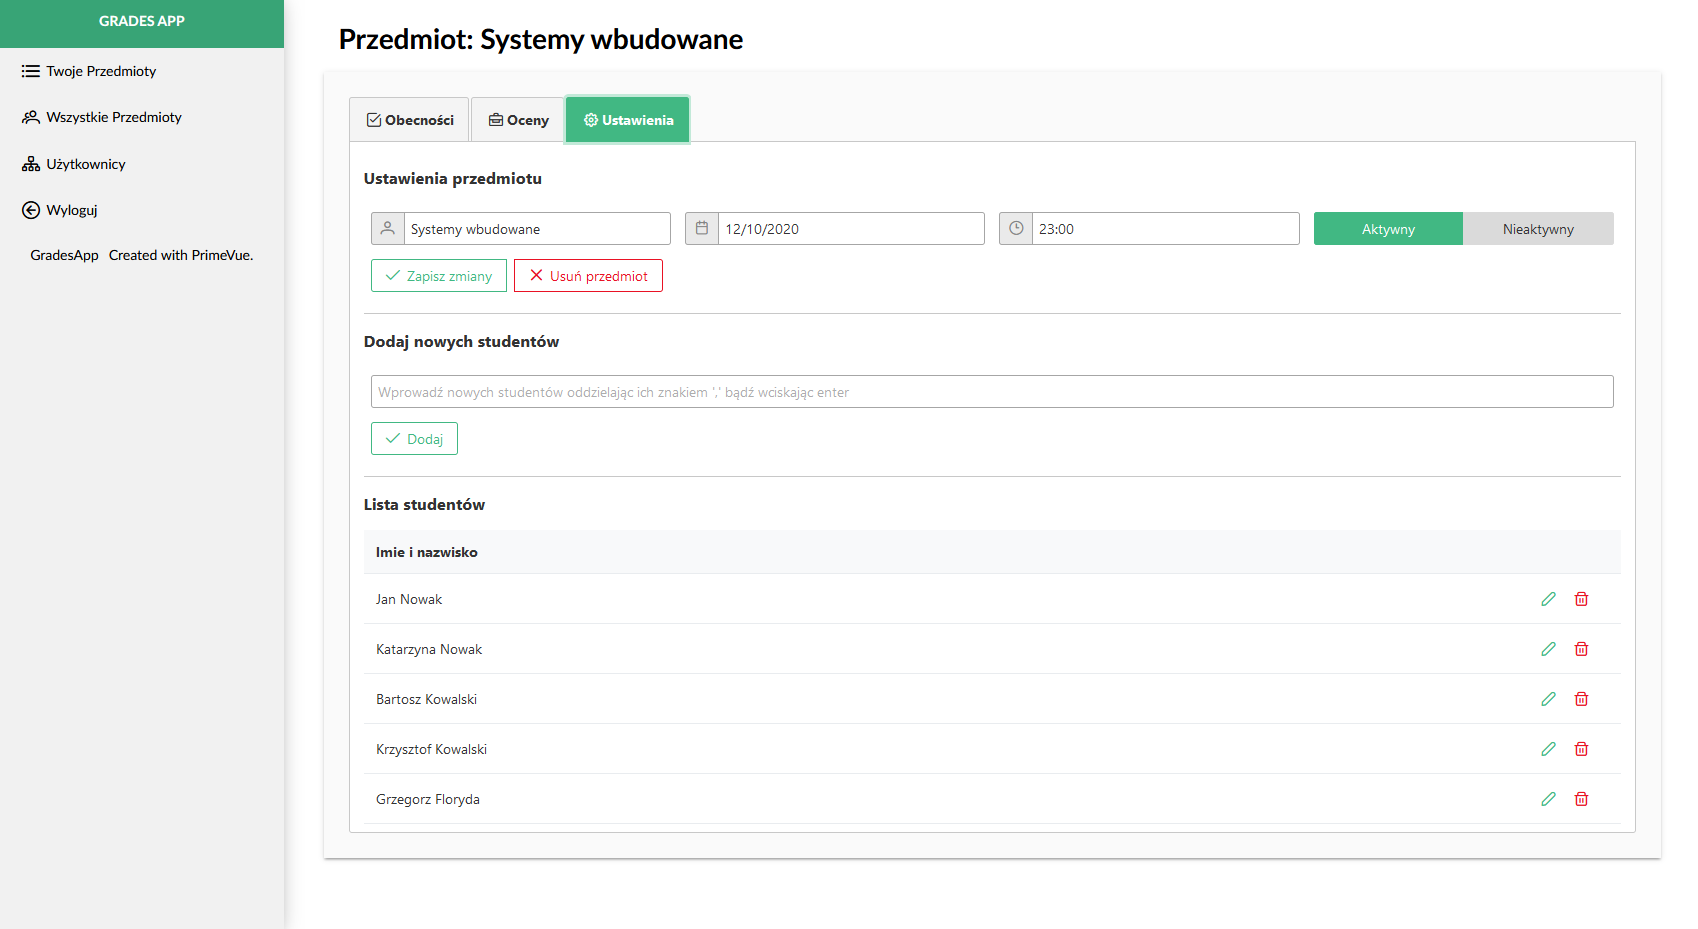 GRADES APP
Twoje Przedmioty
Wszystkie Przedmioty
Użytkownicy
Wyloguj
GradesApp Created with PrimeVue.
Przedmiot: Systemy wbudowane
Obecności Oceny Ustawienia
Ustawienia przedmiotu
Systemy wbudowane 12/10/2020 23:00 Aktywny Nieaktywny
Zapisz zmiany Usuń przedmiot
Dodaj nowych studentów
Wprowadź nowych studentów oddzielając ich znakiem ',' bądź wciskając enter
Dodaj
Lista studentów
Imie i nazwisko
Jan Nowak
Katarzyna Nowak
Bartosz Kowalski
Krzysztof Kowalski
Grzegorz Floryda